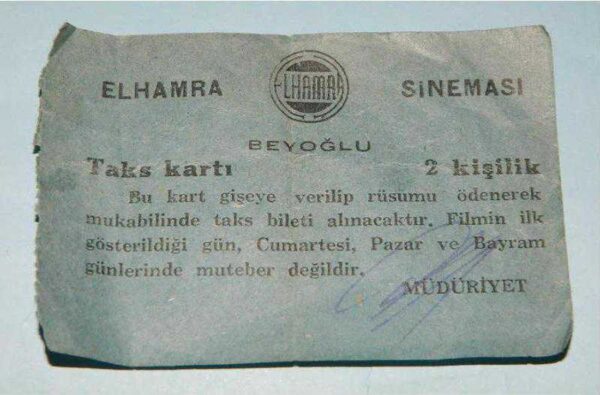 ELHAMRA ELHAMRA SİNEMASI
BEYOĞLU
Taks kartı 2 kişilik
Bu kart gişeye verilip rüsumu ödenerek
mukabilinde taks bileti alınacaktır. Filmin ilk
gösterildiği gün, Cumartesi, Pazar ve Bayram
günlerinde muteber değildir.
MÜDÜRİYET